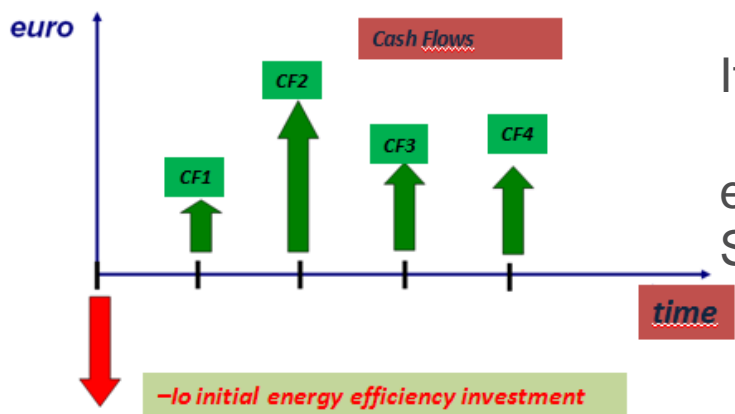 euro
Cash Flows
CF2
CF1
CF3
CF4
time
–Io initial energy efficiency investment